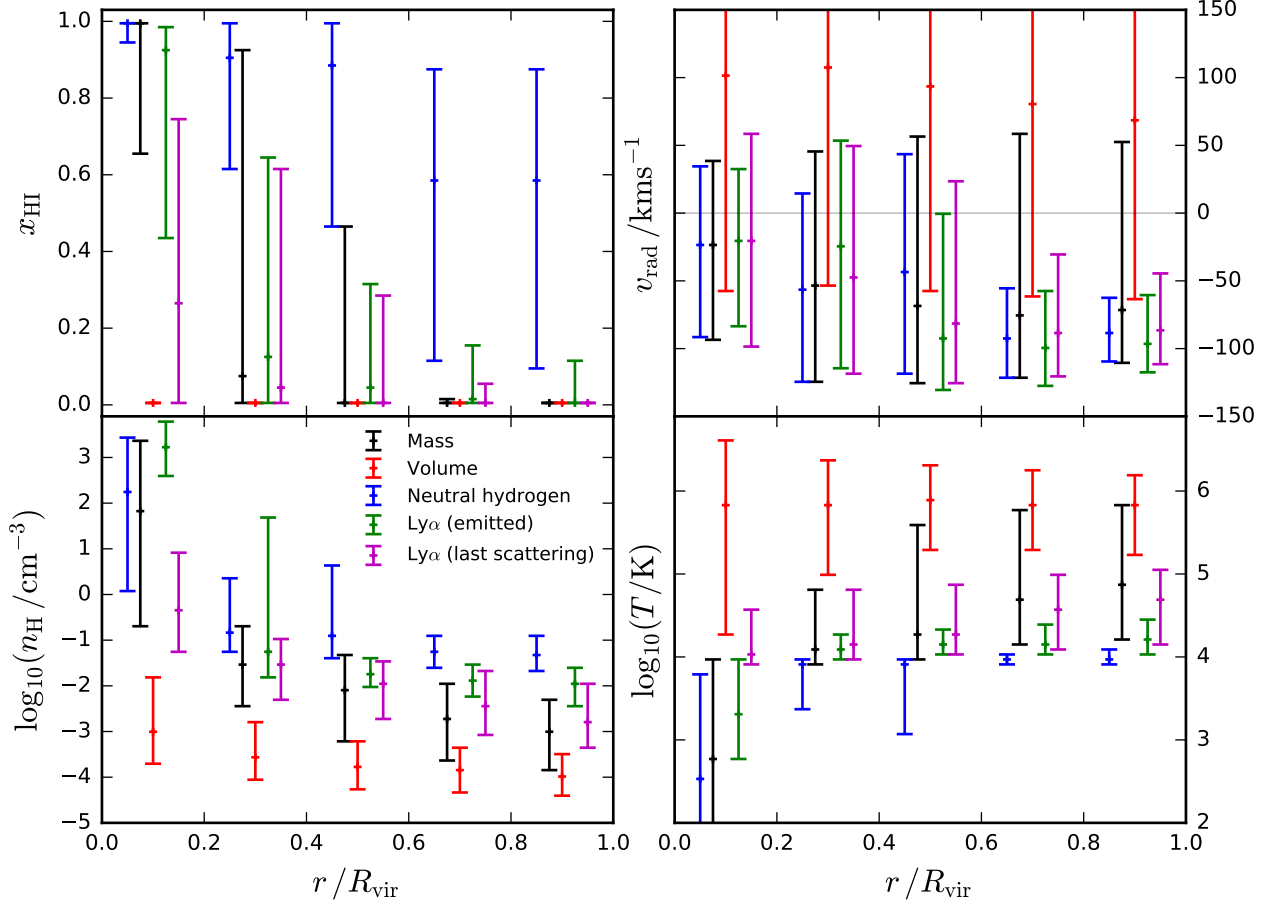 1.0
0.8
0.6
0.4
0.2
0.0
x_HI
150
100
50
0
−50
−100
−150
v_rad /kms⁻¹
3
2
1
0
−1
−2
−3
−4
−5
log₁₀(n_H /cm⁻³)
Mass
Volume
Neutral hydrogen
Lyα (emitted)
Lyα (last scattering)
6
5
4
3
2
log₁₀(T /K)
0.0 0.2 0.4 0.6 0.8 1.0
r /R_vir
0.0 0.2 0.4 0.6 0.8 1.0
r /R_vir